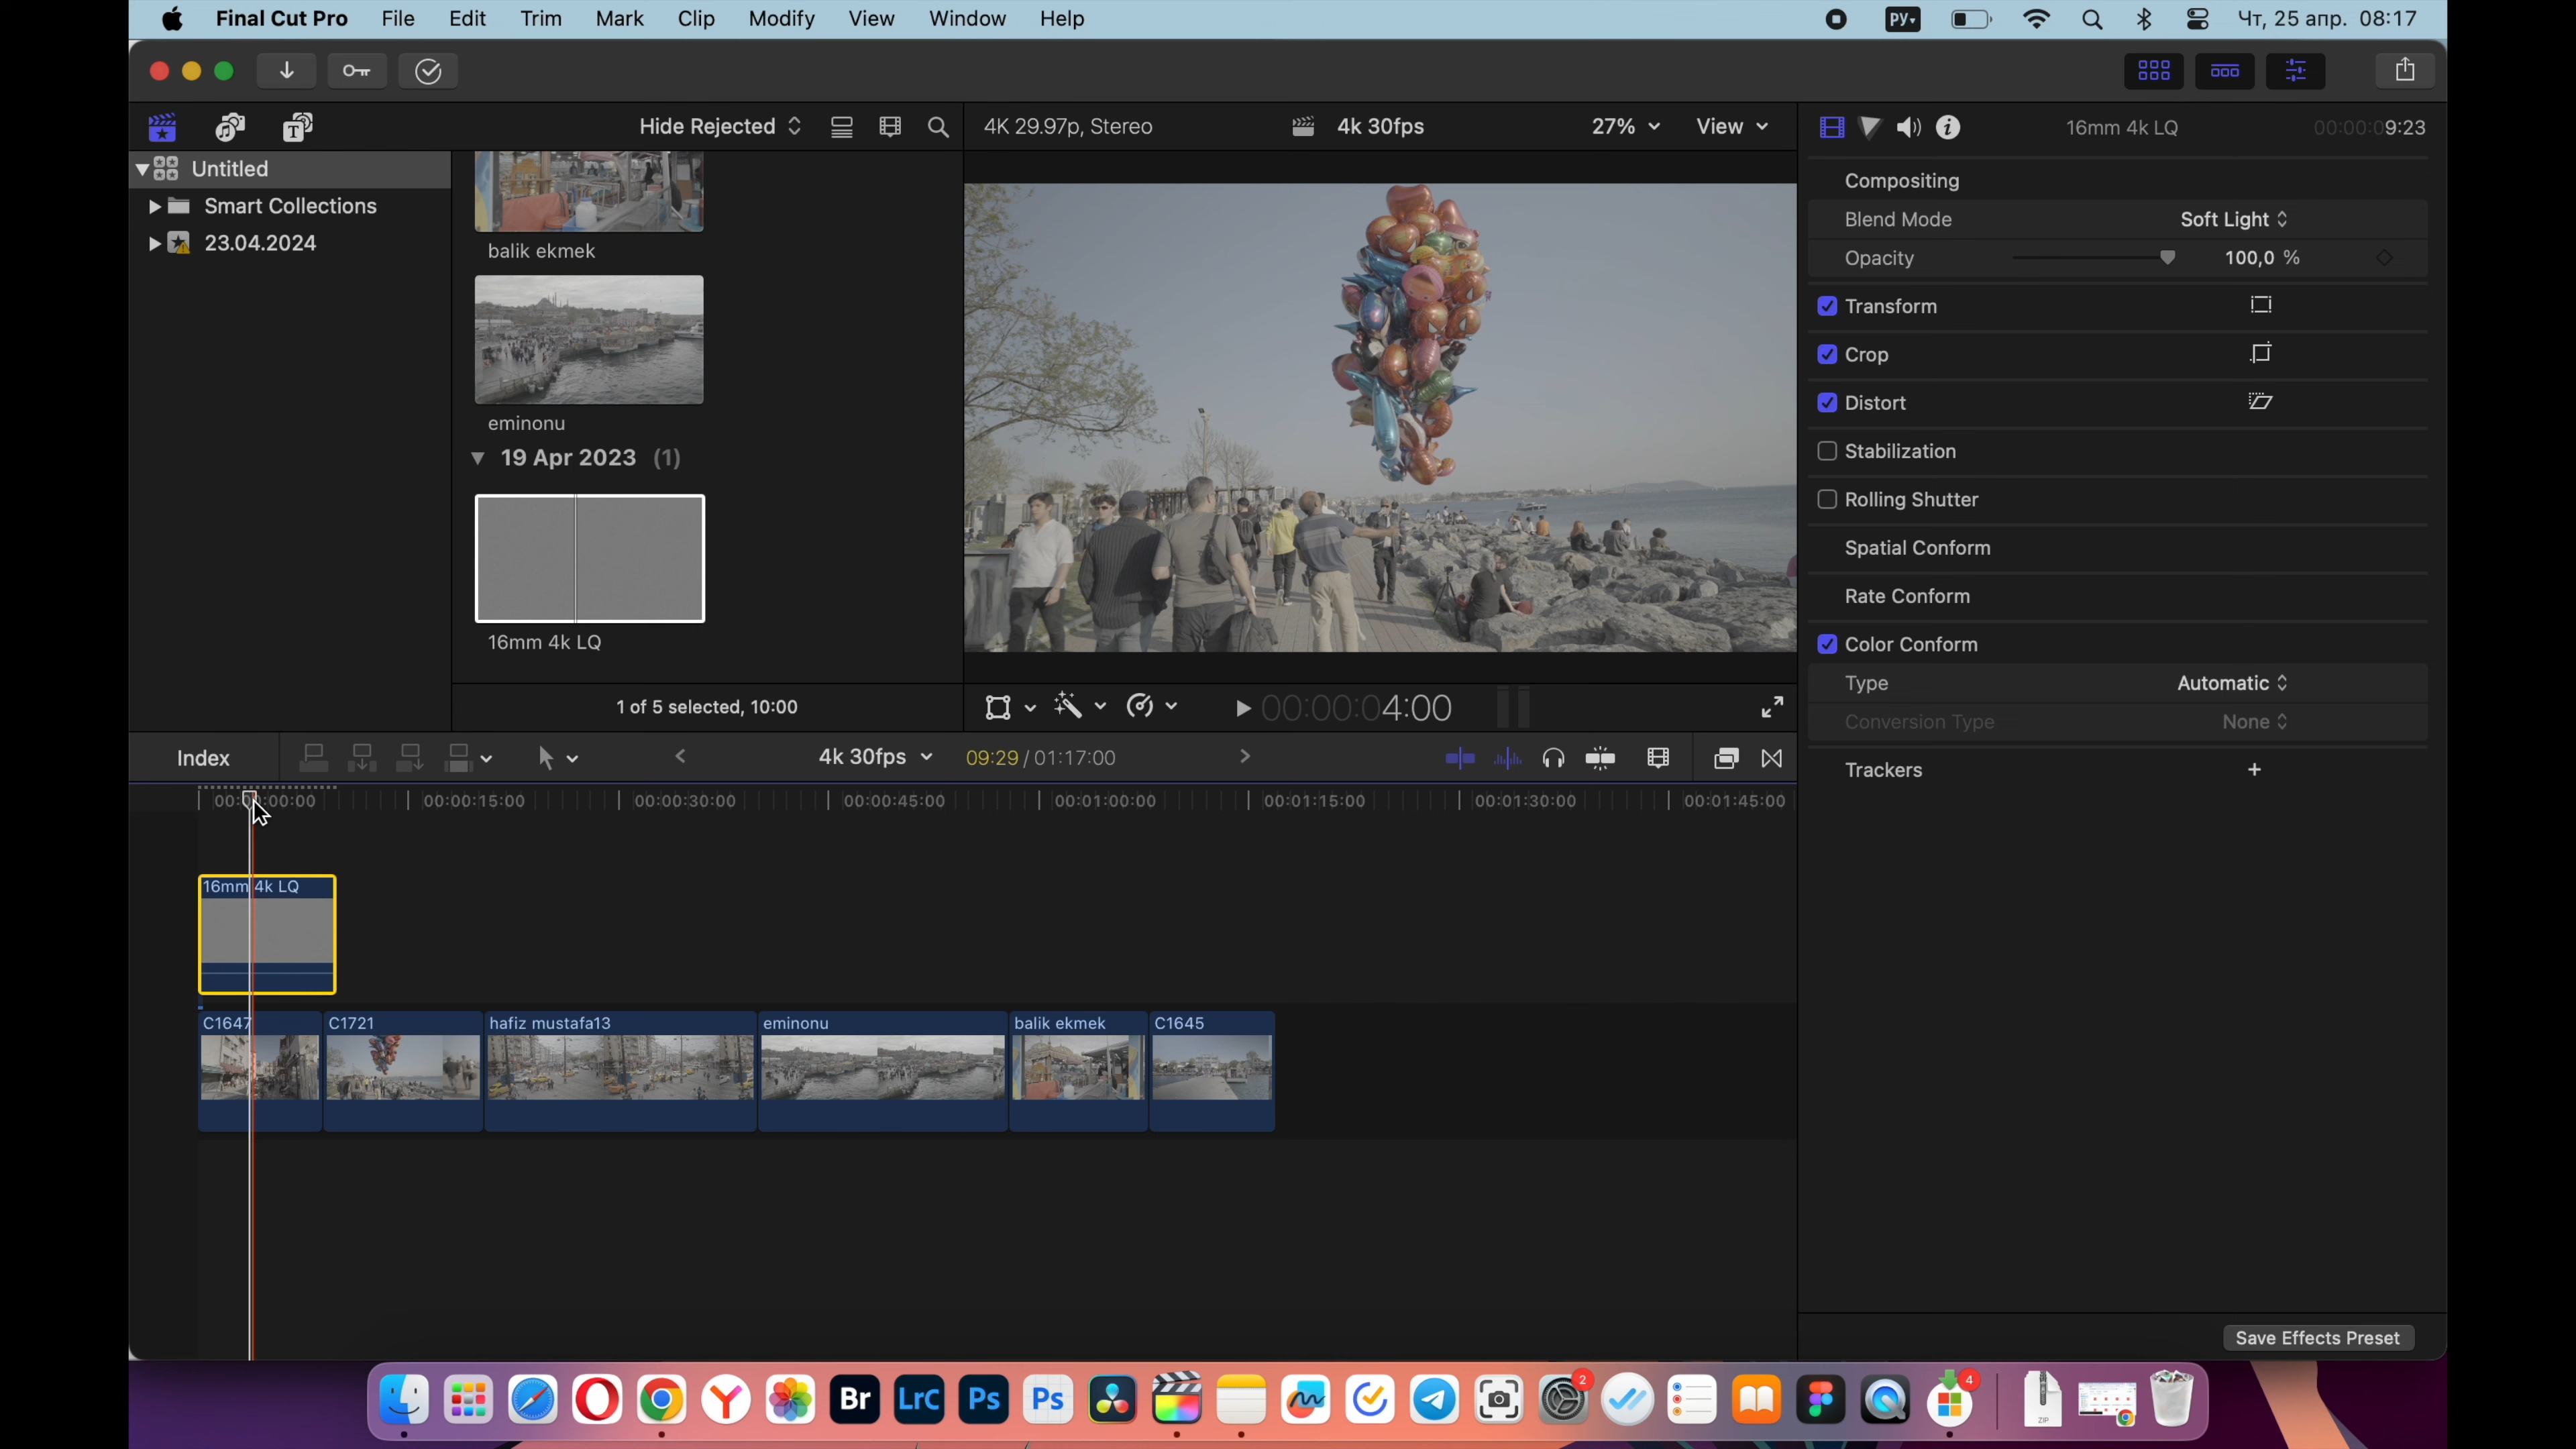 Final Cut Pro File Edit Trim Mark Clip Modify View Window Help РУ Чт, 25 апр. 08:17
Hide Rejected 4K 29.97p, Stereo 4k 30fps 27% View 16mm 4k LQ 00:00:09:23
Untitled
Smart Collections
23.04.2024
balik ekmek
eminonu
19 Apr 2023 (1)
16mm 4k LQ
1 of 5 selected, 10:00
00:00:04:00
Compositing
Blend Mode Soft Light
Opacity 100,0 %
Transform
Crop
Distort
Stabilization
Rolling Shutter
Spatial Conform
Rate Conform
Color Conform
Type Automatic
Conversion Type None
Trackers +
Index 4k 30fps 09:29 / 01:17:00
00:00:00:00 00:00:15:00 00:00:30:00 00:00:45:00 00:01:00:00 00:01:15:00 00:01:30:00 00:01:45:00
16mm 4k LQ
C1647 C1721 hafiz mustafa13 eminonu balik ekmek C1645
Save Effects Preset
Br LrC Ps Ps 2 4 ZIP